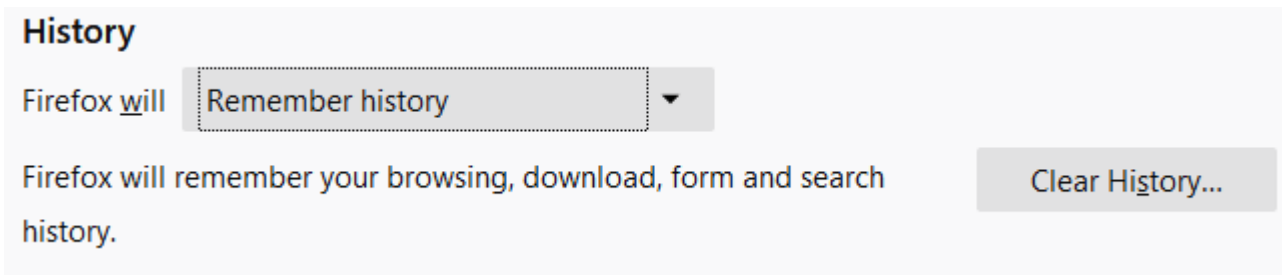 History
Firefox will Remember history
Firefox will remember your browsing, download, form and search
history.
Clear History...